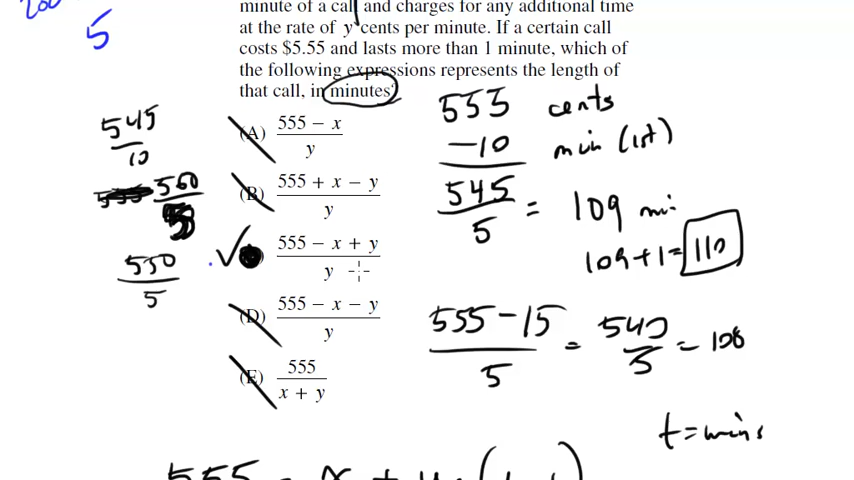 200
5
minute of a call and charges for any additional time
at the rate of y cents per minute. If a certain call
costs $5.55 and lasts more than 1 minute, which of
the following expressions represents the length of
that call, in minutes?
(A) 555 − x / y
(B) 555 + x − y / y
555 − x + y / y
(D) 555 − x − y / y
(E) 555 / x + y
545 / 10
560
550 / 5
555 cents
−10 min (1st)
545 / 5 = 109 min
109+1=110
555−15 / 5 = 540 / 5 = 108
t=mins
555 = x + y